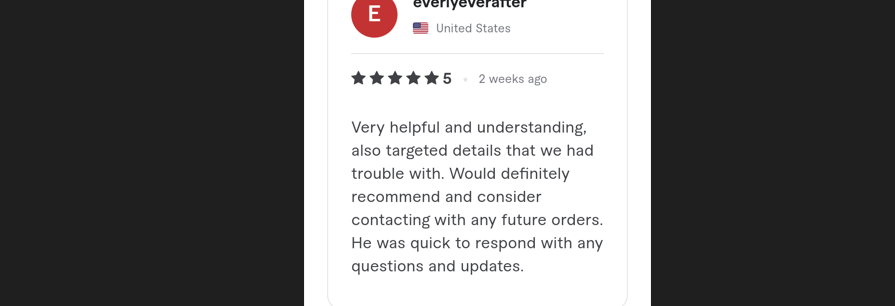 everlyeverafter
E
United States
5
2 weeks ago
Very helpful and understanding,
also targeted details that we had
trouble with. Would definitely
recommend and consider
contacting with any future orders.
He was quick to respond with any
questions and updates.